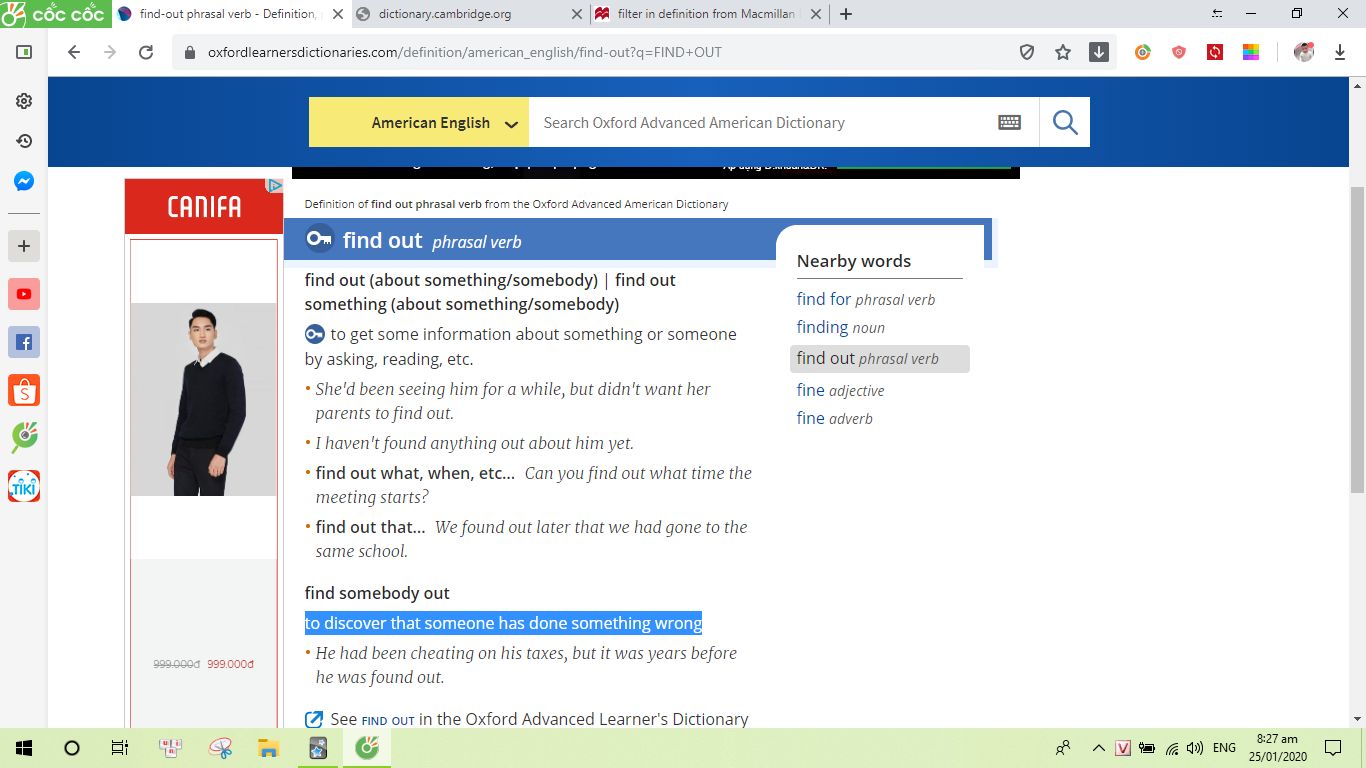 CỐC CỐC
find-out phrasal verb - Definition,
dictionary.cambridge.org
filter in definition from Macmillan
oxfordlearnersdictionaries.com/definition/american_english/find-out?q=FIND+OUT
American English
Search Oxford Advanced American Dictionary
CANIFA
Definition of find out phrasal verb from the Oxford Advanced American Dictionary
find out phrasal verb
find out (about something/somebody) | find out
something (about something/somebody)
to get some information about something or someone
by asking, reading, etc.
• She'd been seeing him for a while, but didn't want her
parents to find out.
• I haven't found anything out about him yet.
• find out what, when, etc... Can you find out what time the
meeting starts?
• find out that... We found out later that we had gone to the
same school.
find somebody out
to discover that someone has done something wrong
• He had been cheating on his taxes, but it was years before
he was found out.
See FIND OUT in the Oxford Advanced Learner's Dictionary
Nearby words
find for phrasal verb
finding noun
find out phrasal verb
fine adjective
fine adverb
999.000đ 999.000đ
TIKI
ENG
8:27 am
25/01/2020